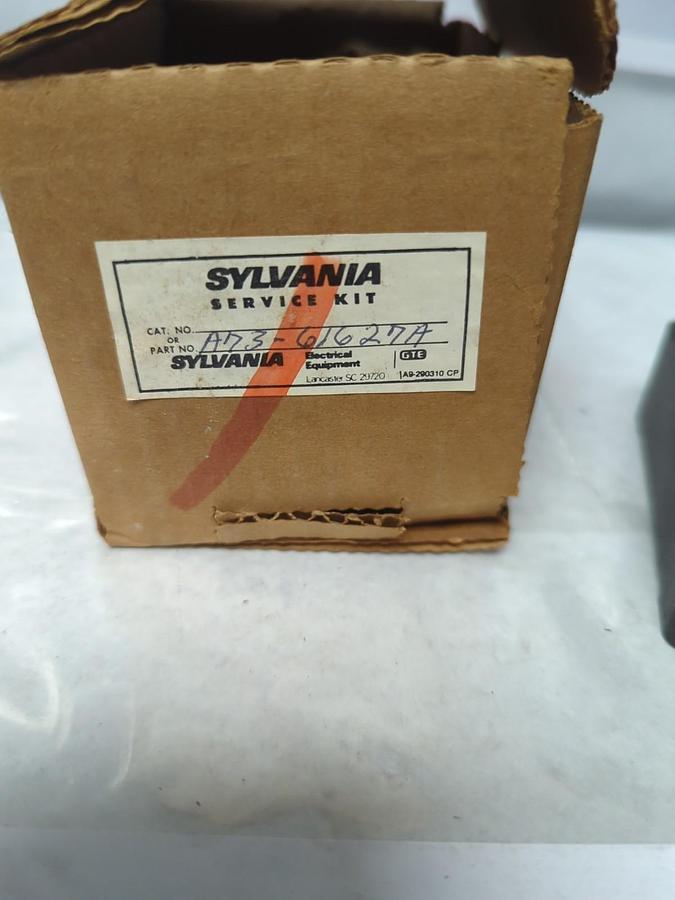 SYLVANIA
SERVICE KIT
CAT. NO.
OR
PART NO. A73-61627A
SYLVANIA Electrical Equipment GTE
Lancaster SC 29720 A9-290310 CP